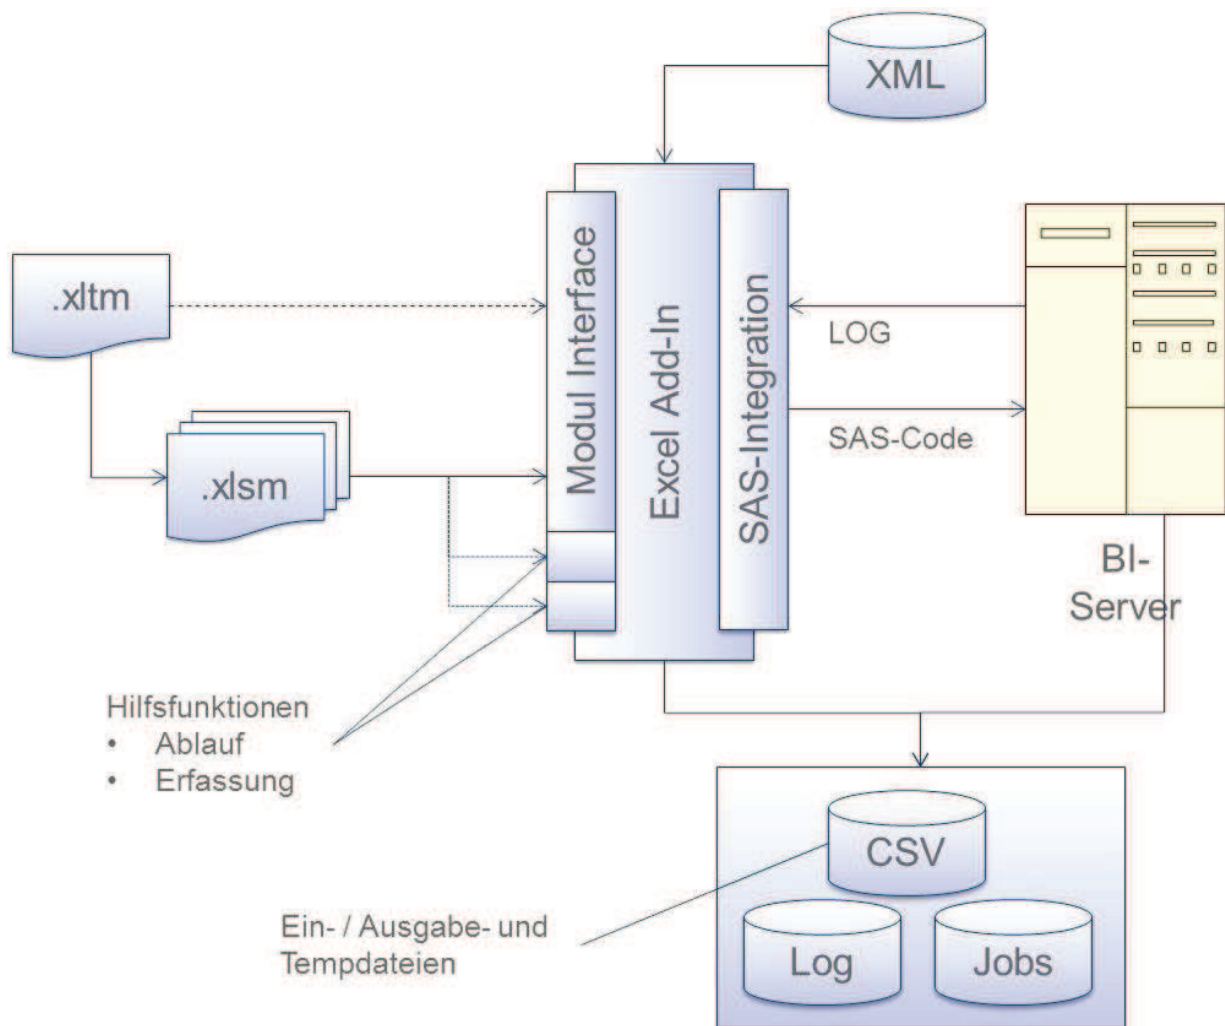 XML
.xltm
.xlsm
Modul Interface
Excel Add-In
SAS-Integration
LOG
SAS-Code
BI-
Server
Hilfsfunktionen
• Ablauf
• Erfassung
CSV
Ein- / Ausgabe- und
Tempdateien
Log
Jobs